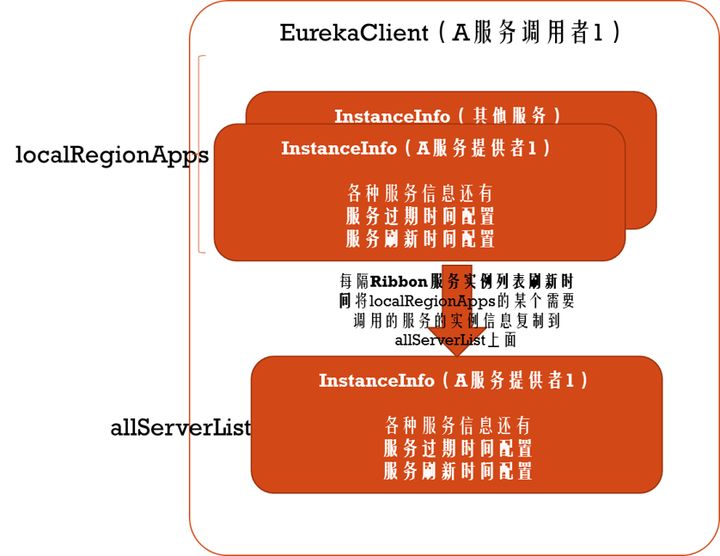 EurekaClient（A服务调用者1）
InstanceInfo（其他服务）
localRegionApps
InstanceInfo（A服务提供者1）
各种服务信息还有
服务过期时间配置
服务刷新时间配置
每隔Ribbon服务实例列表刷新时
间将localRegionApps的某个需要
调用的服务的实例信息复制到
allServerList上面
InstanceInfo（A服务提供者1）
allServerList
各种服务信息还有
服务过期时间配置
服务刷新时间配置